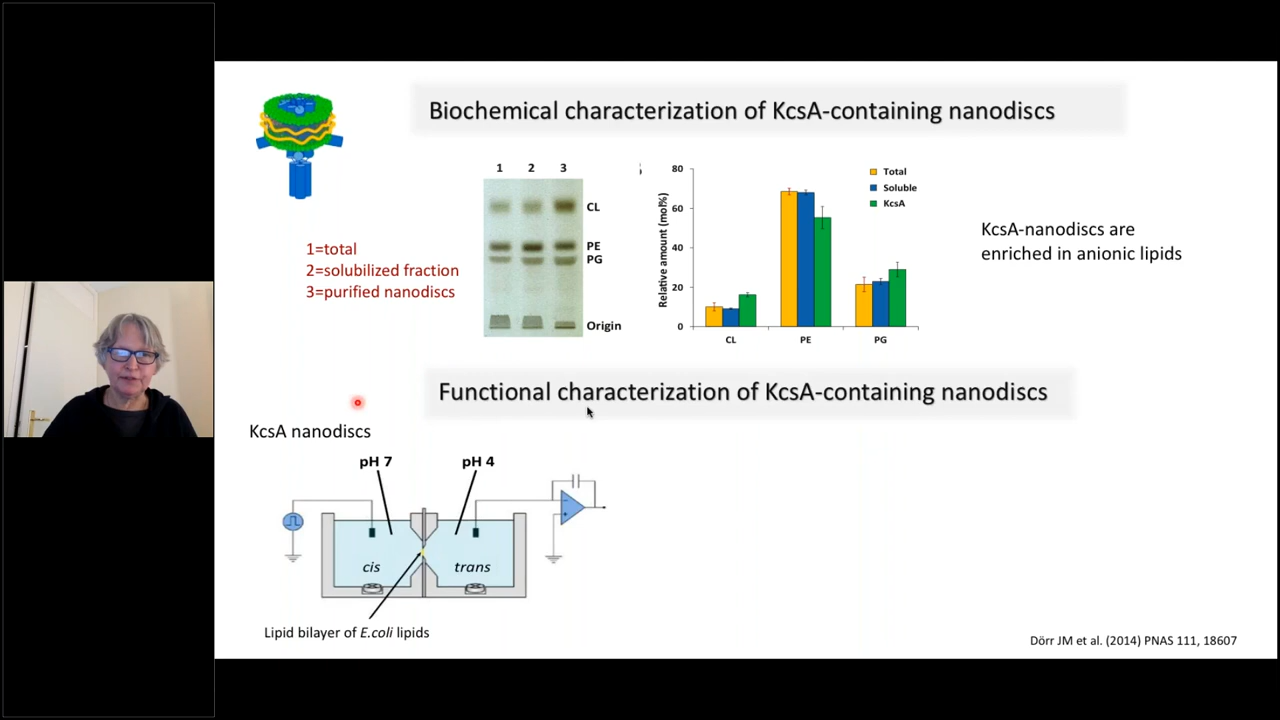 Biochemical characterization of KcsA-containing nanodiscs
1 2 3
CL
PE
PG
Origin
1=total
2=solubilized fraction
3=purified nanodiscs
Relative amount (mol%)
80
60
40
20
0
CL PE PG
Total
Soluble
KcsA
KcsA-nanodiscs are
enriched in anionic lipids
Functional characterization of KcsA-containing nanodiscs
KcsA nanodiscs
pH 7 pH 4
cis trans
Lipid bilayer of E.coli lipids
Dörr JM et al. (2014) PNAS 111, 18607